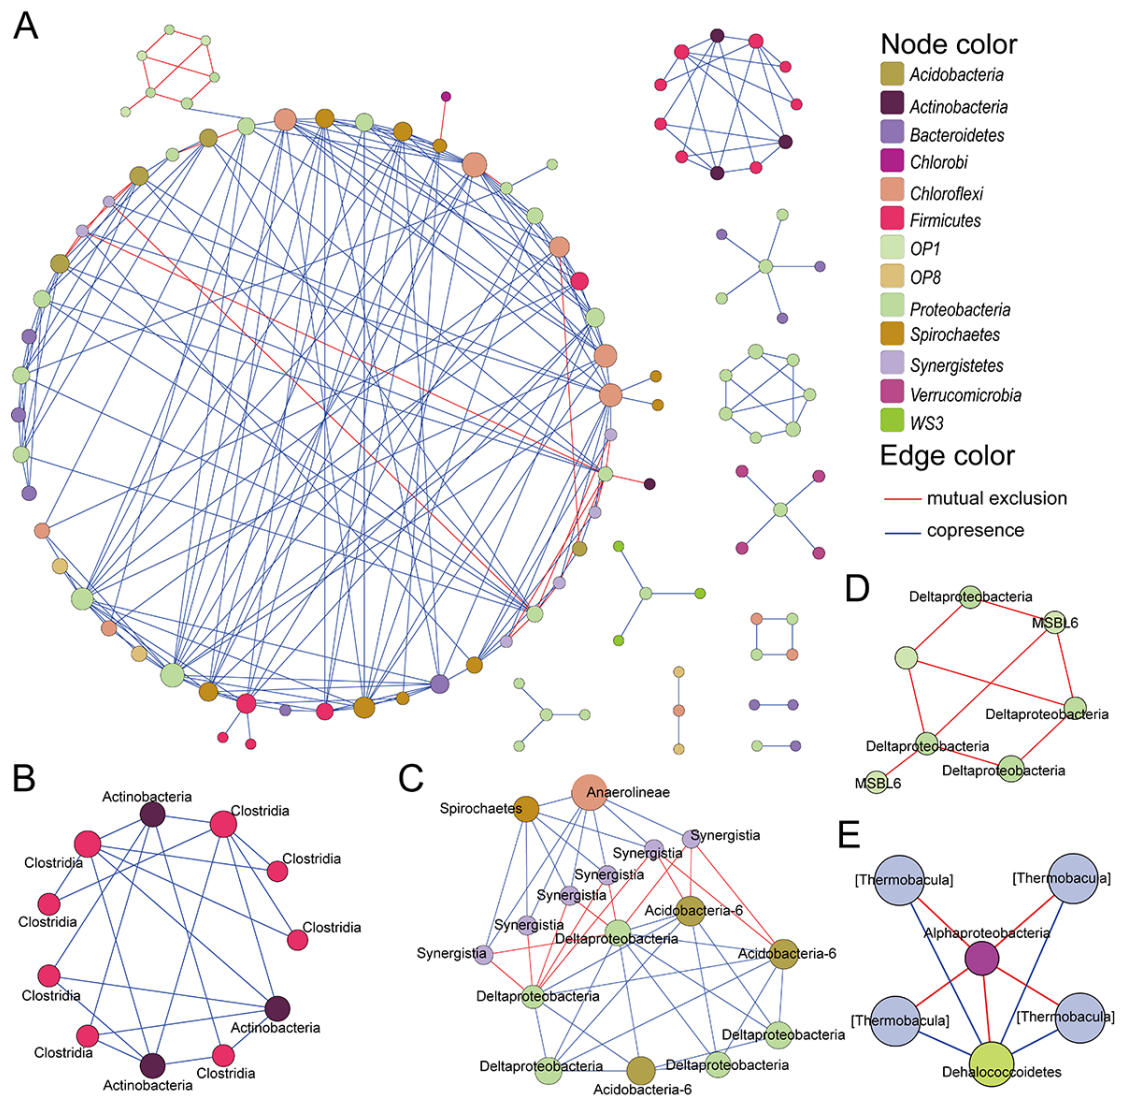 A
Node color
Acidobacteria
Actinobacteria
Bacteroidetes
Chlorobi
Chloroflexi
Firmicutes
OP1
OP8
Proteobacteria
Spirochaetes
Synergistetes
Verrucomicrobia
WS3
Edge color
mutual exclusion
copresence
B
Actinobacteria
Clostridia
Clostridia
Clostridia
Clostridia
Clostridia
Clostridia
Actinobacteria
Clostridia
Clostridia
Actinobacteria
C
Anaerolineae
Spirochaetes
Synergistia
Synergistia
Synergistia
Synergistia
Acidobacteria-6
Synergistia
Deltaproteobacteria
Synergistia
Acidobacteria-6
Deltaproteobacteria
Deltaproteobacteria
Deltaproteobacteria
Deltaproteobacteria
Acidobacteria-6
D
Deltaproteobacteria
MSBL6
Deltaproteobacteria
Deltaproteobacteria
Deltaproteobacteria
MSBL6
E
[Thermobacula]
[Thermobacula]
Alphaproteobacteria
[Thermobacula]
[Thermobacula]
Dehalococcoidetes